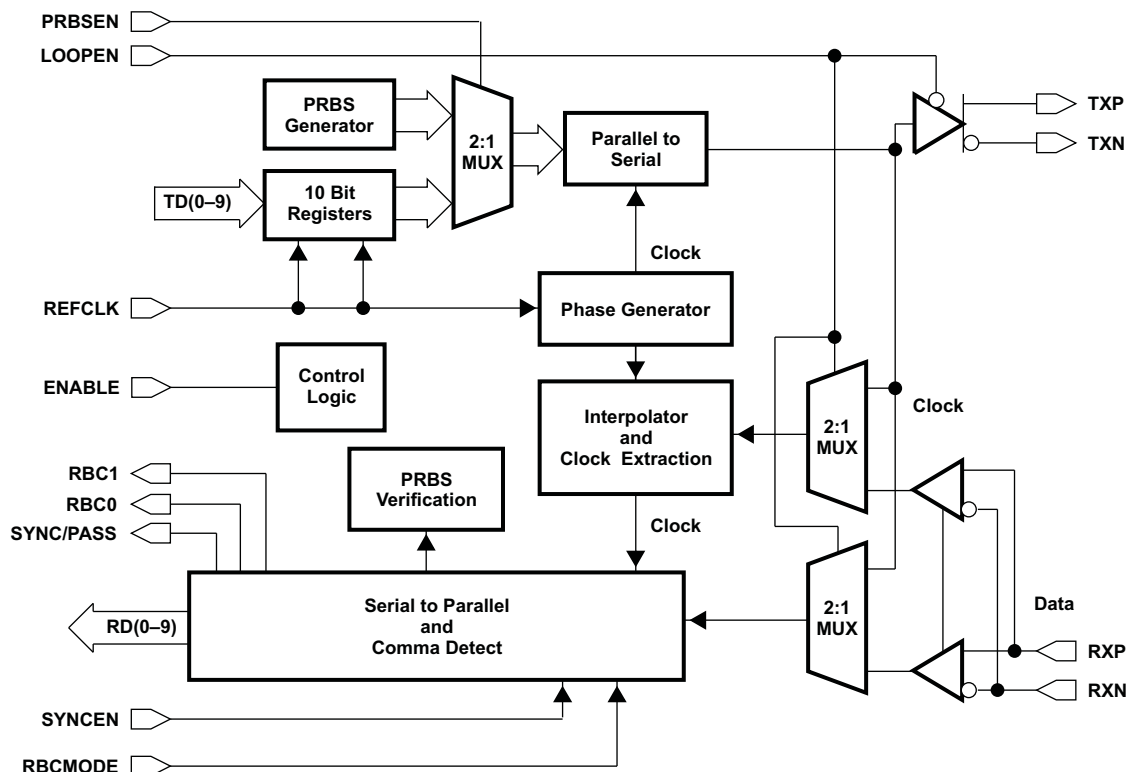 PRBSEN
LOOPEN
PRBS
Generator
2:1
MUX
Parallel to
Serial
TXP
TXN
TD(0–9)
10 Bit
Registers
Clock
REFCLK
Phase Generator
ENABLE
Control
Logic
Interpolator
and
Clock Extraction
2:1
MUX
Clock
RBC1
RBC0
SYNC/PASS
PRBS
Verification
Clock
Serial to Parallel
and
Comma Detect
RD(0–9)
2:1
MUX
Data
RXP
RXN
SYNCEN
RBCMODE